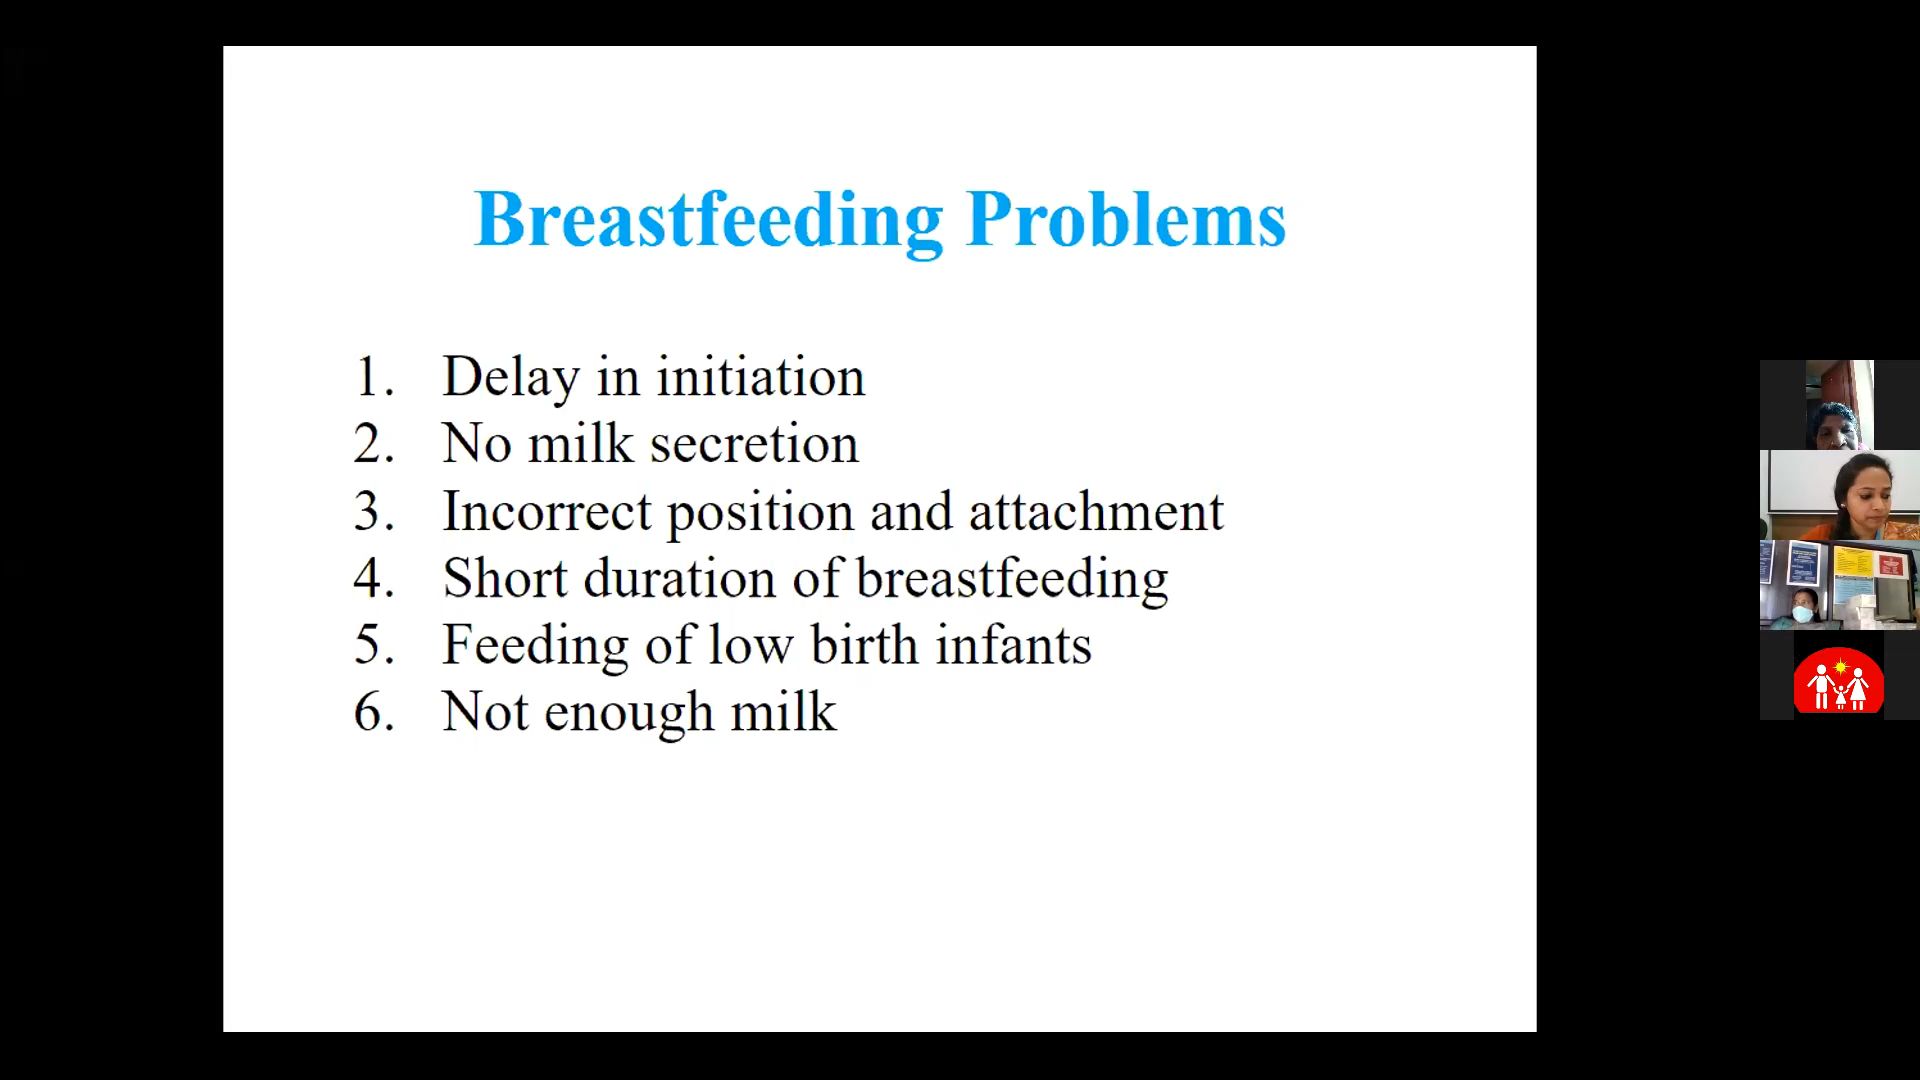 Breastfeeding Problems
1. Delay in initiation
2. No milk secretion
3. Incorrect position and attachment
4. Short duration of breastfeeding
5. Feeding of low birth infants
6. Not enough milk